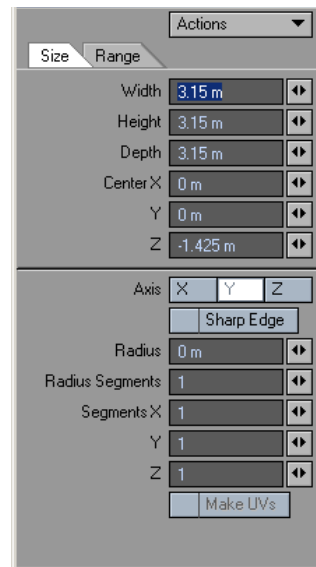 Actions
Size Range
Width 3.15 m
Height 3.15 m
Depth 3.15 m
Center X 0 m
Y 0 m
Z -1.425 m
Axis X Y Z
Sharp Edge
Radius 0 m
Radius Segments 1
Segments X 1
Y 1
Z 1
Make UVs